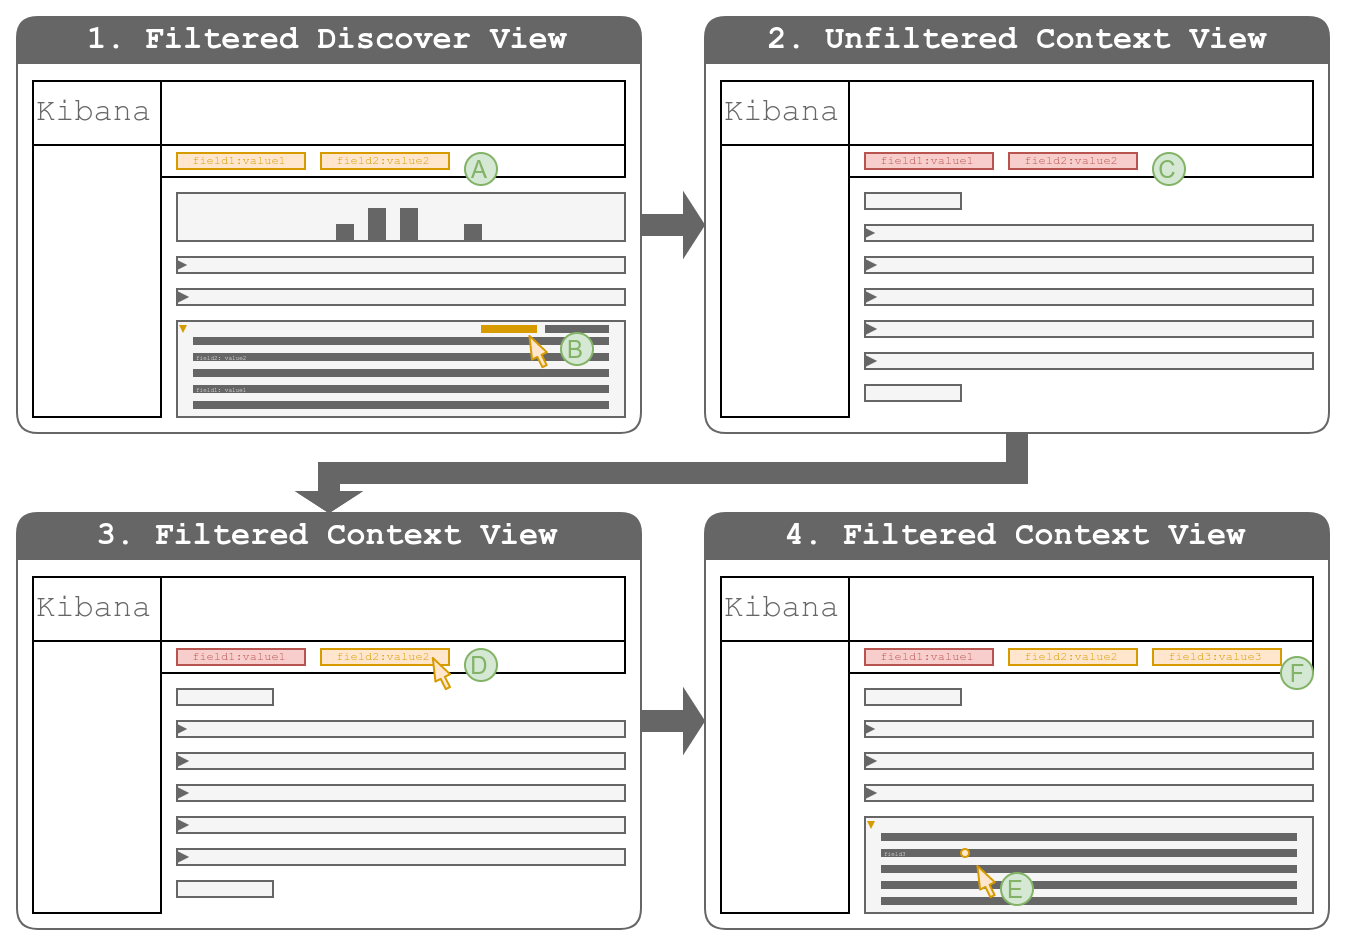 1. Filtered Discover View
Kibana
field1:value1 field2:value2 A
B
field2: value2
field1: value1
2. Unfiltered Context View
Kibana
field1:value1 field2:value2 C
3. Filtered Context View
Kibana
field1:value1 field2:value2 D
4. Filtered Context View
Kibana
field1:value1 field2:value2 field3:value3 F
field3
E